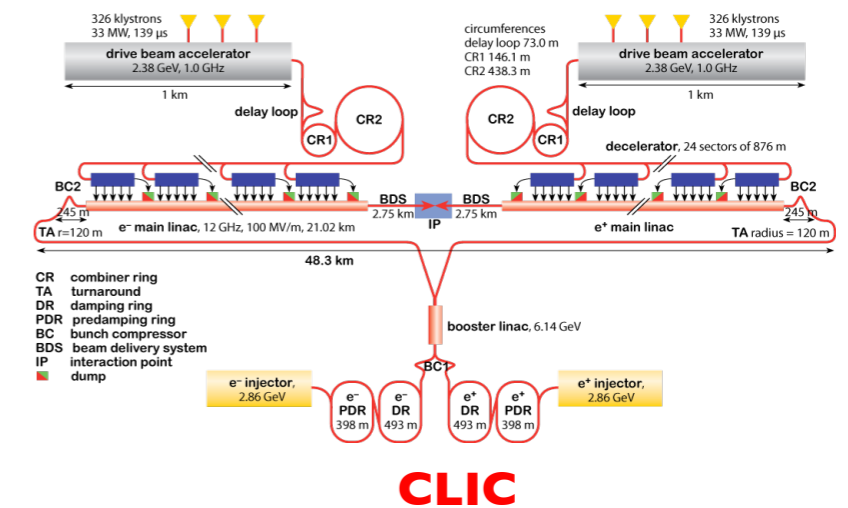 326 klystrons
33 MW, 139 µs
drive beam accelerator
2.38 GeV, 1.0 GHz
1 km
delay loop
CR1
CR2
circumferences
delay loop 73.0 m
CR1 146.1 m
CR2 438.3 m
326 klystrons
33 MW, 139 µs
drive beam accelerator
2.38 GeV, 1.0 GHz
1 km
CR2
CR1
delay loop
decelerator, 24 sectors of 876 m
BC2
245 m
TA r=120 m
e⁻ main linac, 12 GHz, 100 MV/m, 21.02 km
BDS
2.75 km
IP
BDS
2.75 km
e⁺ main linac
BC2
245 m
TA radius = 120 m
48.3 km
CR combiner ring
TA turnaround
DR damping ring
PDR predamping ring
BC bunch compressor
BDS beam delivery system
IP interaction point
dump
booster linac, 6.14 GeV
BC1
e⁻ injector,
2.86 GeV
e⁻
PDR
398 m
e⁻
DR
493 m
e⁺
DR
493 m
e⁺
PDR
398 m
e⁺ injector,
2.86 GeV
CLIC